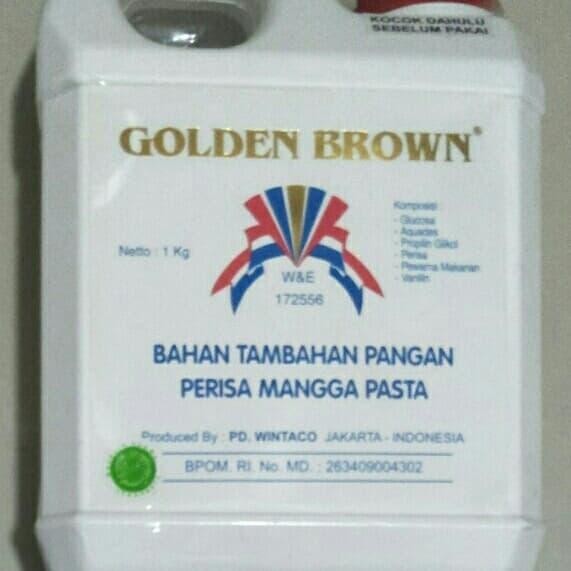 KOCOK DAHULU
SEBELUM PAKAI
GOLDEN BROWN®
Komposisi :
- Glucosa
- Aquades
- Propilin Glikol
- Perisa
- Pewarna Makanan
- Vanilin
Netto : 1 Kg
W&E
172556
BAHAN TAMBAHAN PANGAN
PERISA MANGGA PASTA
Produced By : PD. WINTACO JAKARTA - INDONESIA
BPOM. RI. No. MD. : 263409004302